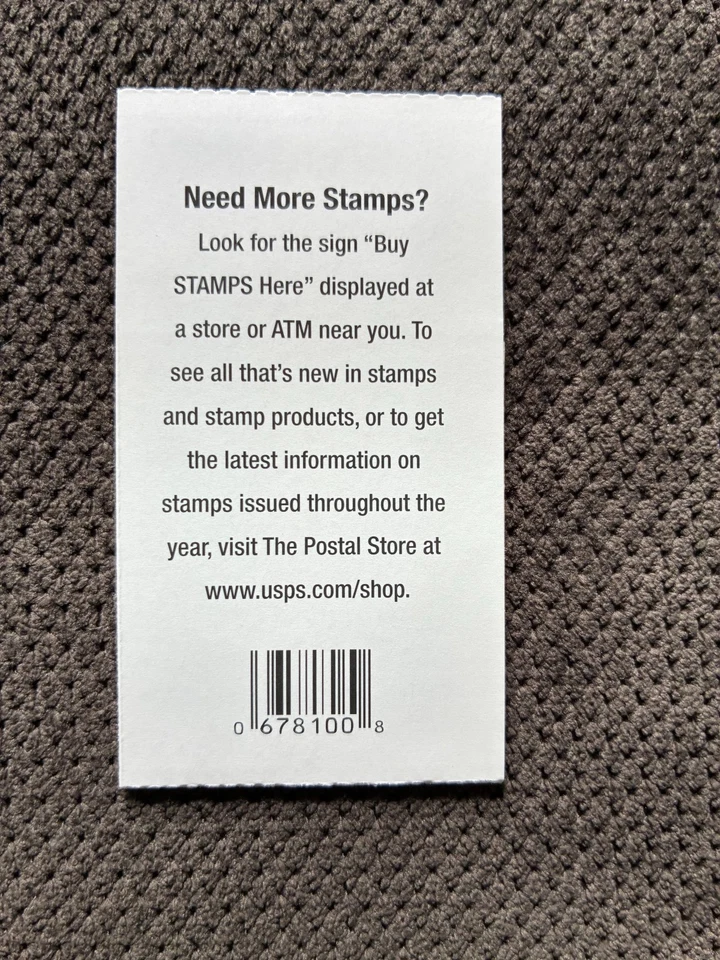 Need More Stamps?
Look for the sign “Buy
STAMPS Here” displayed at
a store or ATM near you. To
see all that’s new in stamps
and stamp products, or to get
the latest information on
stamps issued throughout the
year, visit The Postal Store at
www.usps.com/shop.
0 678100 8